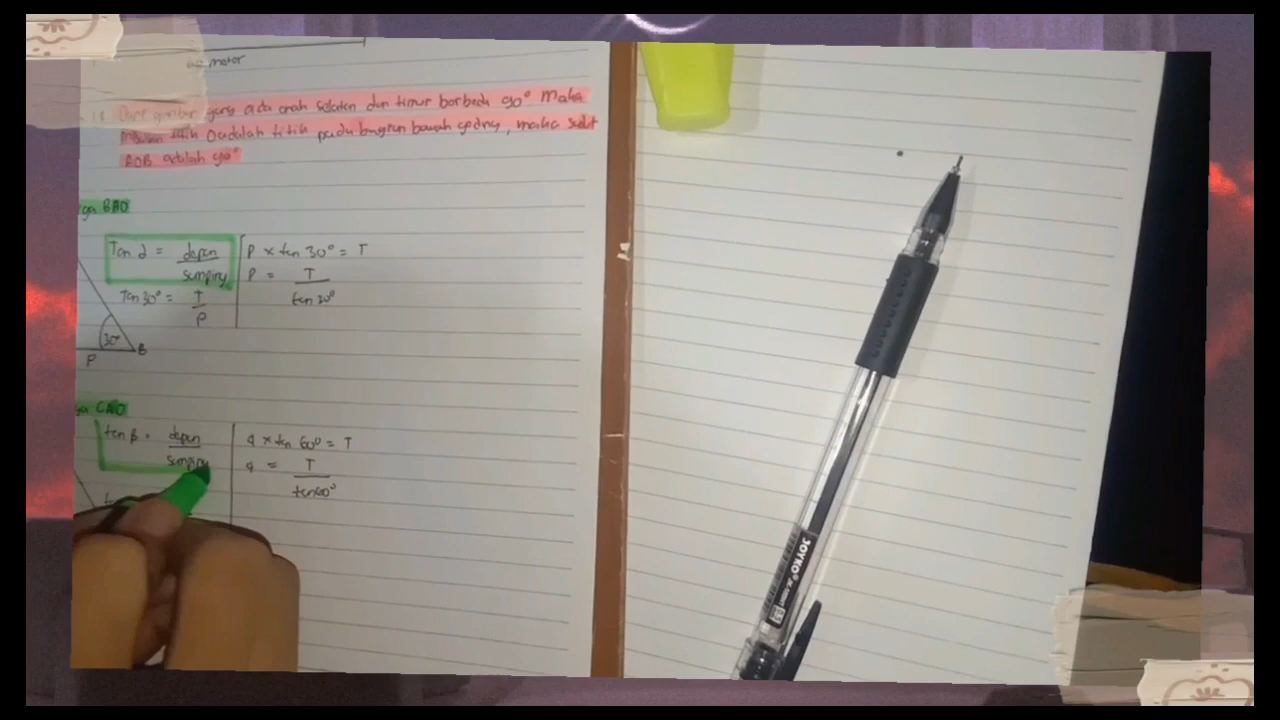 motor
Dari gambar yang ada arah selatan dan timur berbeda 90° maka
titik O adalah titik pada bagian bawah gedung, maka sudut
AOB adalah 90°
BAO
Tan α = depan / samping
Tan 30° = T / P
P × tan 30° = T
P = T / tan 30°
30°
B
P
CAO
tan β = depan / samping
q × tan 60° = T
q = T / tan 60°
JOYKO